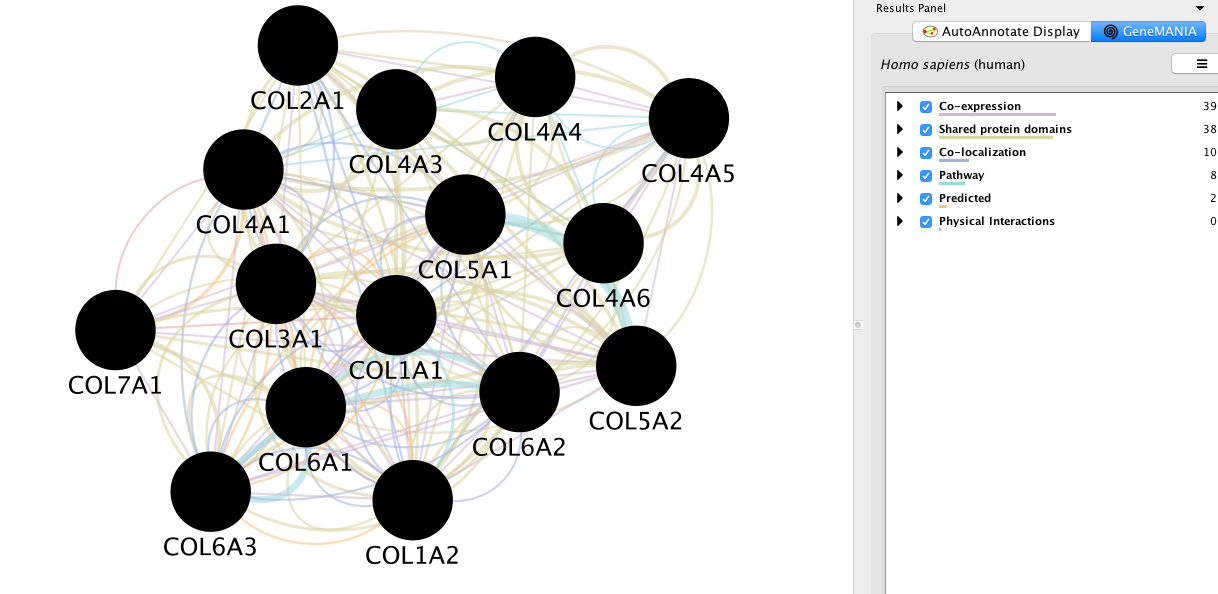 Results Panel
AutoAnnotate Display
GeneMANIA
Homo sapiens (human)
Co-expression 39
Shared protein domains 38
Co-localization 10
Pathway 8
Predicted 2
Physical Interactions 0
COL2A1
COL4A4
COL4A3
COL4A5
COL4A1
COL5A1
COL4A6
COL3A1
COL1A1
COL7A1
COL5A2
COL6A2
COL6A1
COL6A3
COL1A2